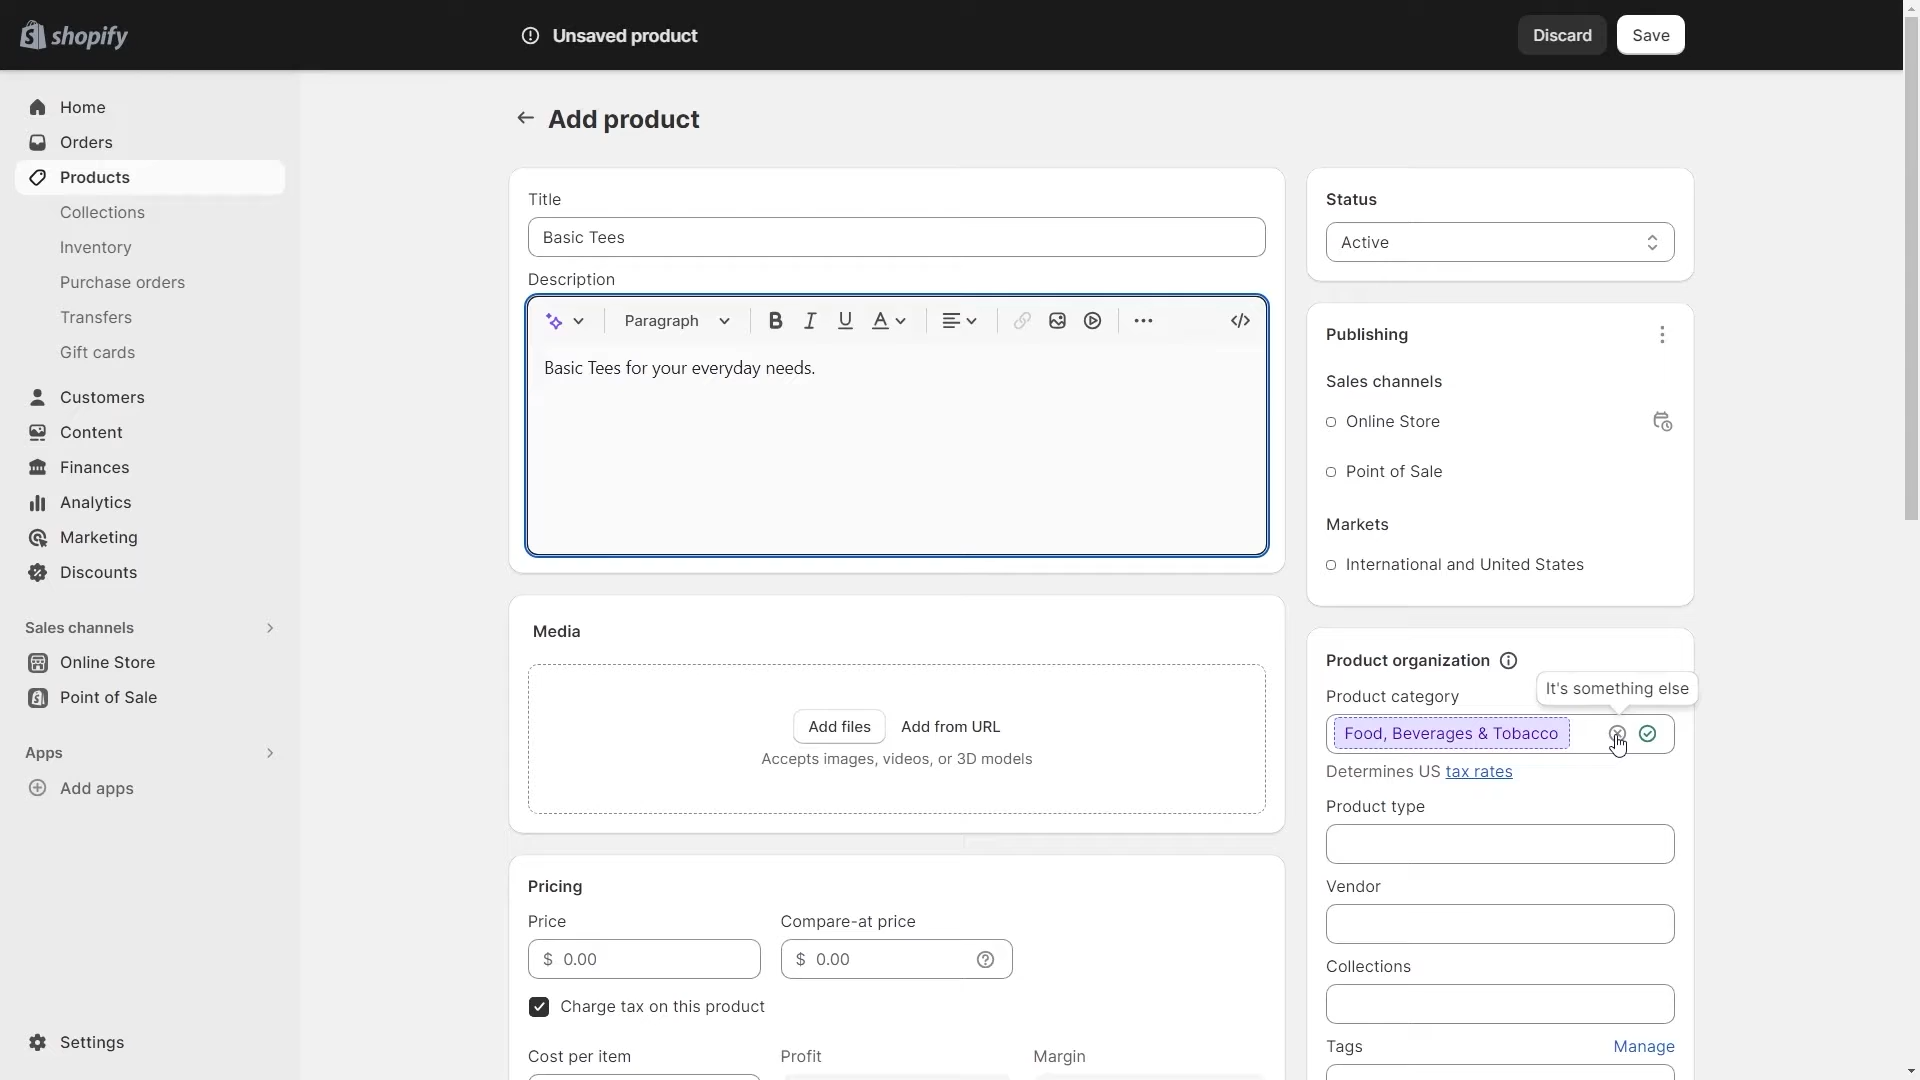 shopify
Unsaved product
Discard
Save
Home
Orders
Products
Collections
Inventory
Purchase orders
Transfers
Gift cards
Customers
Content
Finances
Analytics
Marketing
Discounts
Sales channels
Online Store
Point of Sale
Apps
Add apps
Settings
Add product
Title
Basic Tees
Description
Paragraph
B I U A
Basic Tees for your everyday needs.
Media
Add files Add from URL
Accepts images, videos, or 3D models
Pricing
Price Compare-at price
$ 0.00 $ 0.00
Charge tax on this product
Cost per item Profit Margin
Status
Active
Publishing
Sales channels
Online Store
Point of Sale
Markets
International and United States
Product organization
It's something else
Product category
Food, Beverages & Tobacco
Determines US tax rates
Product type
Vendor
Collections
Tags Manage